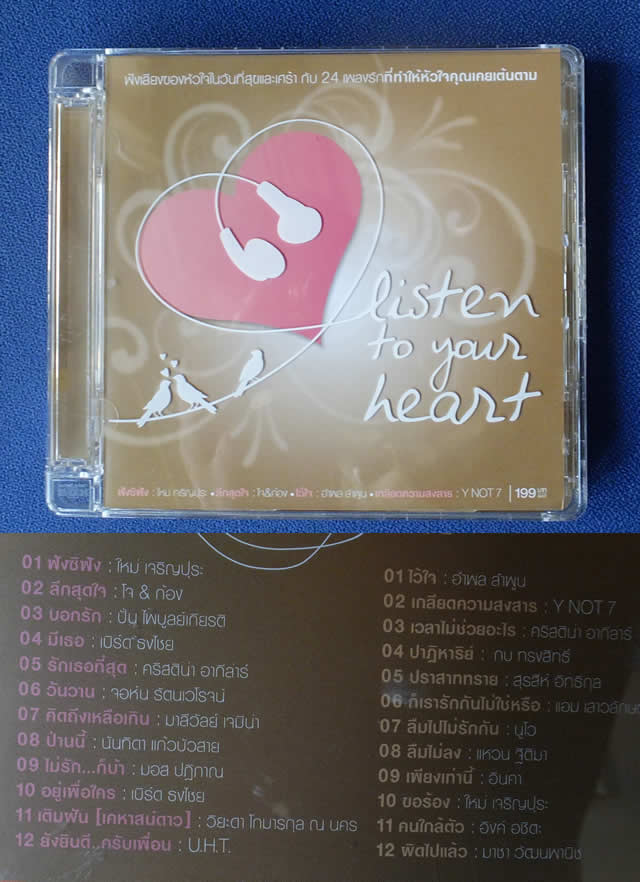 ฟังเสียงของหัวใจในวันที่สุขและเศร้า กับ 24 เพลงรักที่ทำให้หัวใจคุณเคยเต้นตาม
listen
to your
heart
ฟังซิฟัง : ใหม่ เจริญปุระ • ลึกสุดใจ : โจ&ก้อง • ไว้ใจ : อำพล ลำพูน • เกลียดความสงสาร : Y NOT 7 | 199
01 ฟังซิฟัง : ใหม่ เจริญปุระ
02 ลึกสุดใจ : โจ & ก้อง
03 บอกรัก : ปั่น ไพบูลย์เกียรติ
04 มีเธอ : เบิร์ด ธงไชย
05 รักเธอที่สุด : คริสติน่า อากีล่าร์
06 วันวาน : จอห์น รัตนเวโรจน์
07 คิดถึงเหลือเกิน : มาลีวัลย์ เจมีน่า
08 ป่านนี้ : นันทิดา แก้วบัวสาย
09 ไม่รัก...ก็บ้า : มอส ปฏิภาณ
10 อยู่เพื่อใคร : เบิร์ด ธงไชย
11 เติมฝัน [เคหาสน์ดาว] : วิยะดา โกมารกุล ณ นคร
12 ยังยินดี..ครับเพื่อน : U.H.T.
01 ไว้ใจ : อำพล ลำพูน
02 เกลียดความสงสาร : Y NOT 7
03 เวลาไม่ช่วยอะไร : คริสติน่า อากีล่าร์
04 ปาฏิหาริย์ : กบ ทรงสิทธิ์
05 ปราสาททราย : สุรสีห์ อิทธิกุล
06 ก็เรารักกันไม่ใช่หรือ : แอม เสาวลักษ
07 ลืมไปไม่รักกัน : นูโว
08 ลืมไม่ลง : แหวน ฐิติมา
09 เพียงเท่านี้ : อินคา
10 ขอร้อง : ใหม่ เจริญปุระ
11 คนใกล้ตัว : อิงค์ อชิตะ
12 ผิดไปแล้ว : มาช่า วัฒนพานิช